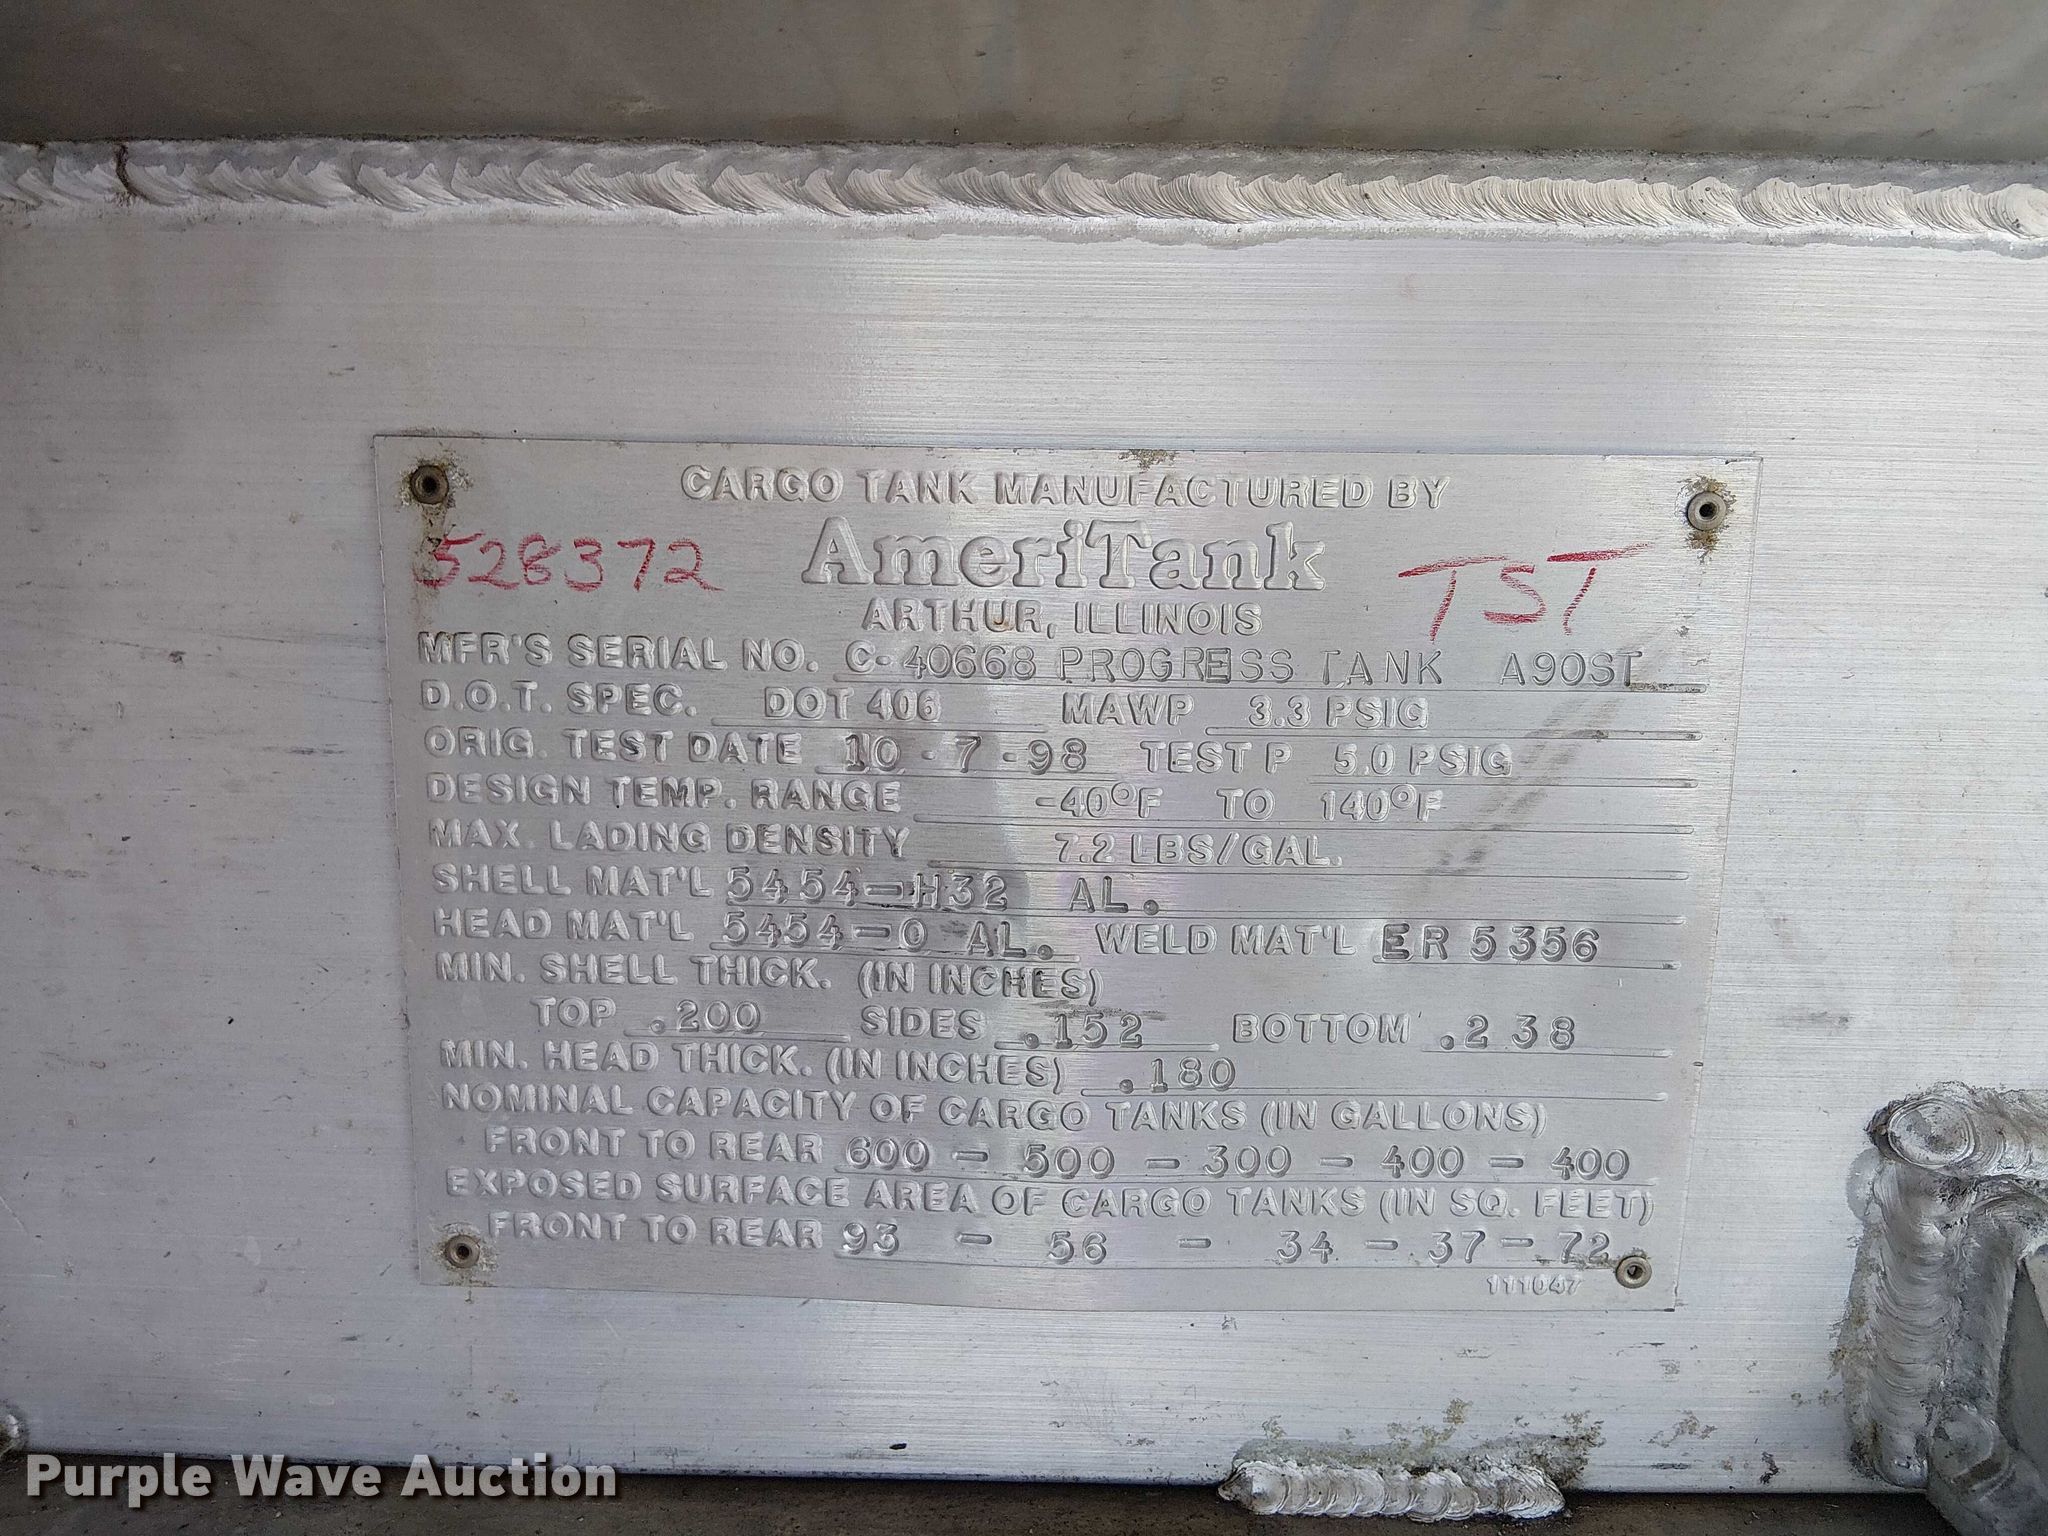 CARGO TANK MANUFACTURED BY
528372 AmeriTank TST
ARTHUR, ILLINOIS
MFR'S SERIAL NO. C-40668 PROGRESS TANK A90ST
D.O.T. SPEC. DOT 406 MAWP 3.3 PSIG
ORIG. TEST DATE 10-7-98 TEST P 5.0 PSIG
DESIGN TEMP. RANGE -40°F TO 140°F
MAX. LADING DENSITY 7.2 LBS/GAL.
SHELL MAT'L 5454-H32 AL.
HEAD MAT'L 5454-0 AL. WELD MAT'L ER 5356
MIN. SHELL THICK. (IN INCHES)
TOP .200 SIDES .152 BOTTOM .238
MIN. HEAD THICK. (IN INCHES) .180
NOMINAL CAPACITY OF CARGO TANKS (IN GALLONS)
FRONT TO REAR 600 - 500 - 300 - 400 - 400
EXPOSED SURFACE AREA OF CARGO TANKS (IN SQ. FEET)
FRONT TO REAR 93 - 56 - 34 - 37 - 72
111047
Purple Wave Auction